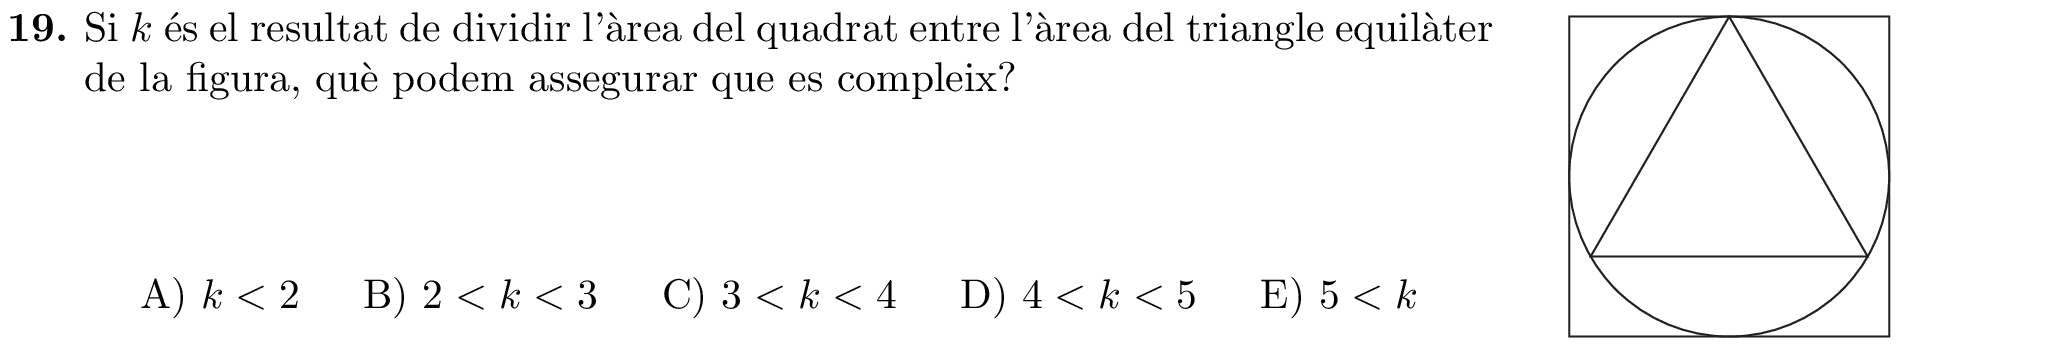 19. Si k és el resultat de dividir l'àrea del quadrat entre l'àrea del triangle equilàter
de la figura, què podem assegurar que es compleix?
A) k < 2 B) 2 < k < 3 C) 3 < k < 4 D) 4 < k < 5 E) 5 < k